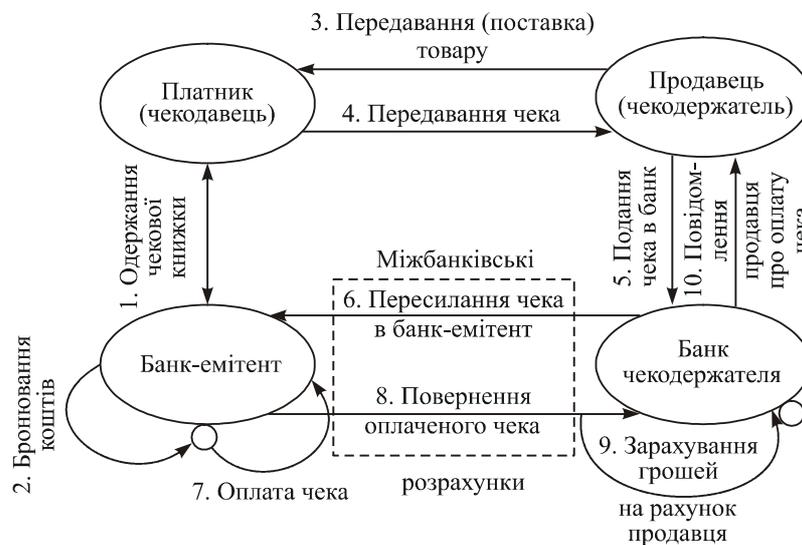 3. Передавання (поставка)
товару
Платник
(чекодавець)
Продавець
(чекодержатель)
4. Передавання чека
1. Одержання
чекової
книжки
5. Подання
чека в банк
10. Повідом-
лення
продавця
про оплату
чека
Міжбанківські
6. Пересилання чека
в банк-емітент
Банк-емітент
Банк
чекодержателя
2. Бронювання
коштів
8. Повернення
оплаченого чека
7. Оплата чека
9. Зарахування
грошей
на рахунок
продавця
розрахунки